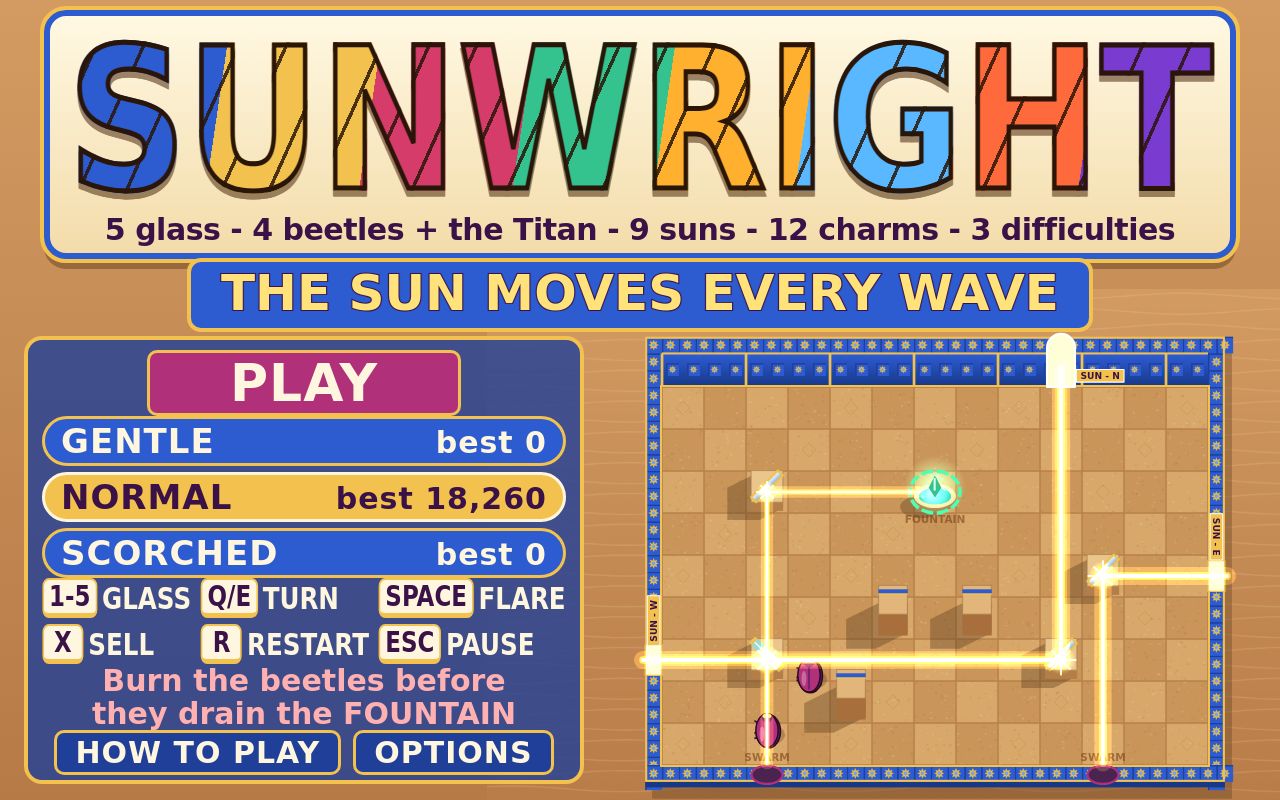 SUNWRIGHT
5 glass - 4 beetles + the Titan - 9 suns - 12 charms - 3 difficulties
THE SUN MOVES EVERY WAVE
PLAY
GENTLE best 0
NORMAL best 18,260
SCORCHED best 0
1-5 GLASS Q/E TURN SPACE FLARE
X SELL R RESTART ESC PAUSE
Burn the beetles before
they drain the FOUNTAIN
HOW TO PLAY OPTIONS
SUN - N
FOUNTAIN
SUN - E
SUN - W
SWARM
SWARM